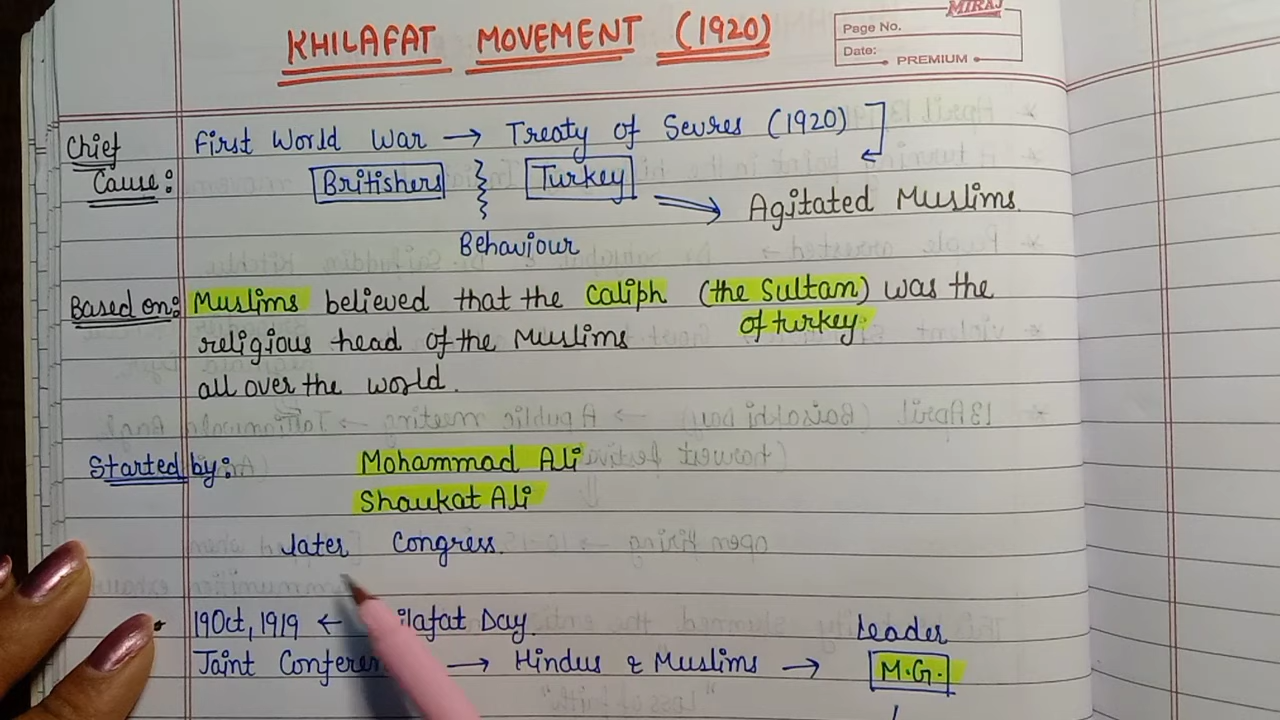 MIRAJ
KHILAFAT MOVEMENT (1920)
Page No.
Date:
PREMIUM
Chief Cause: First World War → Treaty of Sevres (1920)
Britishers Turkey ⇒ Agitated Muslims
Behaviour
Based on: Muslims believed that the Caliph (the Sultan) was the
of turkey
religious head of the Muslims
all over the world.
Started by: Mohammad Ali
Shaukat Ali
later Congress.
19 Oct, 1919 ← Day.
Leader
Joint → Hindus & Muslims → M.G.